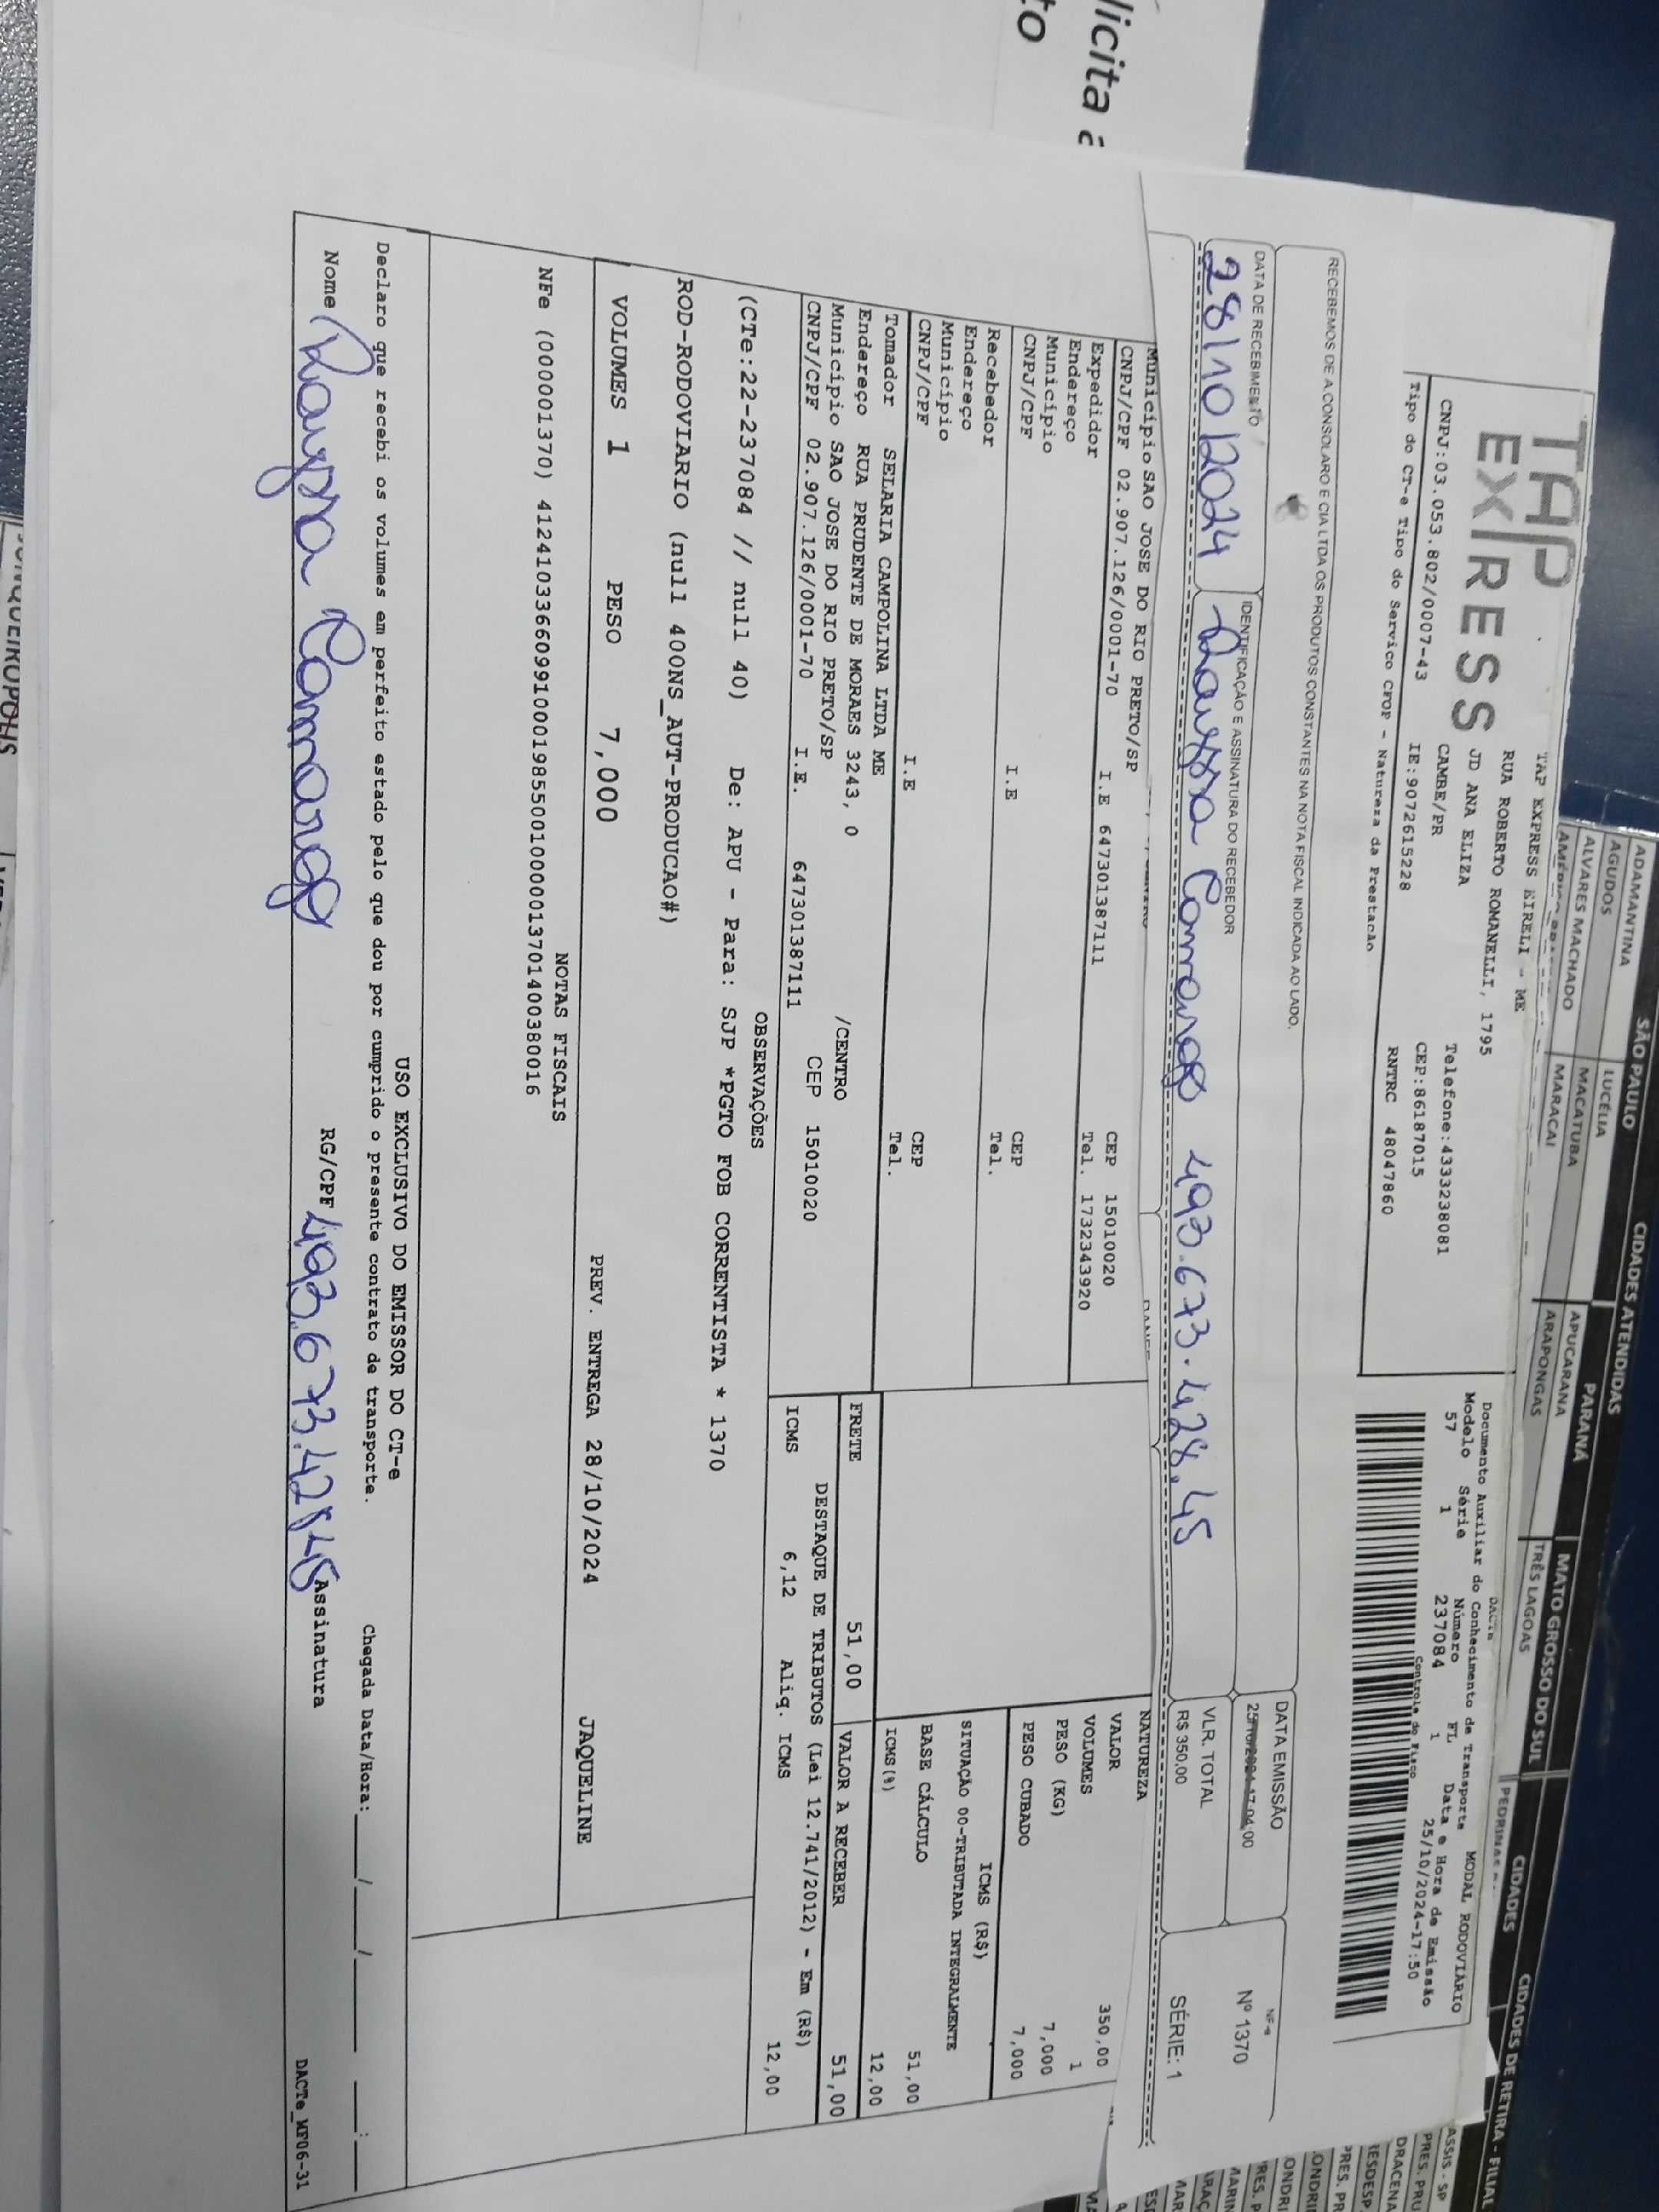 licita a
to
SÃO PAULO
CIDADES ATENDIDAS
CIDADES DE RETIRA - FILIAL
ADAMANTINA
LUCÉLIA
PARANÁ
MATO GROSSO DO SUL
CIDADES
AGUDOS
MACATUBA
APUCARANA
TRÊS LAGOAS
ALVARES MACHADO
MARACAI
ARAPONGAS
ASSIS - SP
PRES. PRU
DRACENA
TAP
EXPRESS
TAP EXPRESS EIRELI - ME
RUA ROBERTO ROMANELLI, 1795
JD ANA ELIZA
Telefone:4333238081
CAMBE/PR
CEP:86187015
CNPJ:03.053.802/0007-43
IE:9072615228
RNTRC 48047860
Tipo do CT-e Tipo do Servico CFOP - Natureza da Prestação
DACTE
Documento Auxiliar do Conhecimento de Transporte
MODAL RODOVIÁRIO
Modelo Série Número FL Data e Hora de Emissão
57 1 237084 1 25/10/2024-17:50
Controle do Fisco
RECEBEMOS DE A.CONSOLARO E CIA LTDA OS PRODUTOS CONSTANTES NA NOTA FISCAL INDICADA AO LADO.
DATA EMISSÃO
25/10/2024 17:04:00
NF-e
Nº 1370
DATA DE RECEBIMENTO
IDENTIFICAÇÃO E ASSINATURA DO RECEBEDOR
VLR. TOTAL
R$ 350,00
SÉRIE: 1
28/10/2024 Camargo 493.673.428.45
Município SAO JOSE DO RIO PRETO/SP
CNPJ/CPF 02.907.126/0001-70 I.E 647301387111 CEP 15010020
Expedidor Tel. 1732343920
Endereço
Município
CNPJ/CPF I.E CEP
Recebedor Tel.
Endereço
Município
CNPJ/CPF I.E CEP
Tomador SELARIA CAMPOLINA LTDA ME Tel.
Endereço RUA PRUDENTE DE MORAES 3243, 0 /CENTRO
Município SAO JOSE DO RIO PRETO/SP CEP 15010020
CNPJ/CPF 02.907.126/0001-70 I.E. 647301387111
NATUREZA
VALOR 350,00
VOLUMES 1
PESO (KG) 7,000
PESO CUBADO 7,000
ICMS (R$)
SITUAÇÃO 00-TRIBUTADA INTEGRALMENTE
BASE CÁLCULO 51,00
ICMS(%) 12,00
FRETE 51,00 VALOR A RECEBER 51,00
DESTAQUE DE TRIBUTOS (Lei 12.741/2012) - Em (R$)
ICMS 6,12 Aliq. ICMS 12,00
OBSERVAÇÕES
(CTe:22-237084 // null 40) De: APU - Para: SJP *PGTO FOB CORRENTISTA * 1370
ROD-RODOVIARIO (null 400NS_AUT-PRODUCAO#)
VOLUMES 1 PESO 7,000 PREV. ENTREGA 28/10/2024 JAQUELINE
NOTAS FISCAIS
NFe (000001370) 41241033660991000198550010000013701400380016
USO EXCLUSIVO DO EMISSOR DO CT-e
Declaro que recebi os volumes em perfeito estado pelo que dou por cumprido o presente contrato de transporte. Chegada Data/Hora: / / :
Nome Camargo RG/CPF 493.673.428.45 Assinatura
DACTe_MF06-31